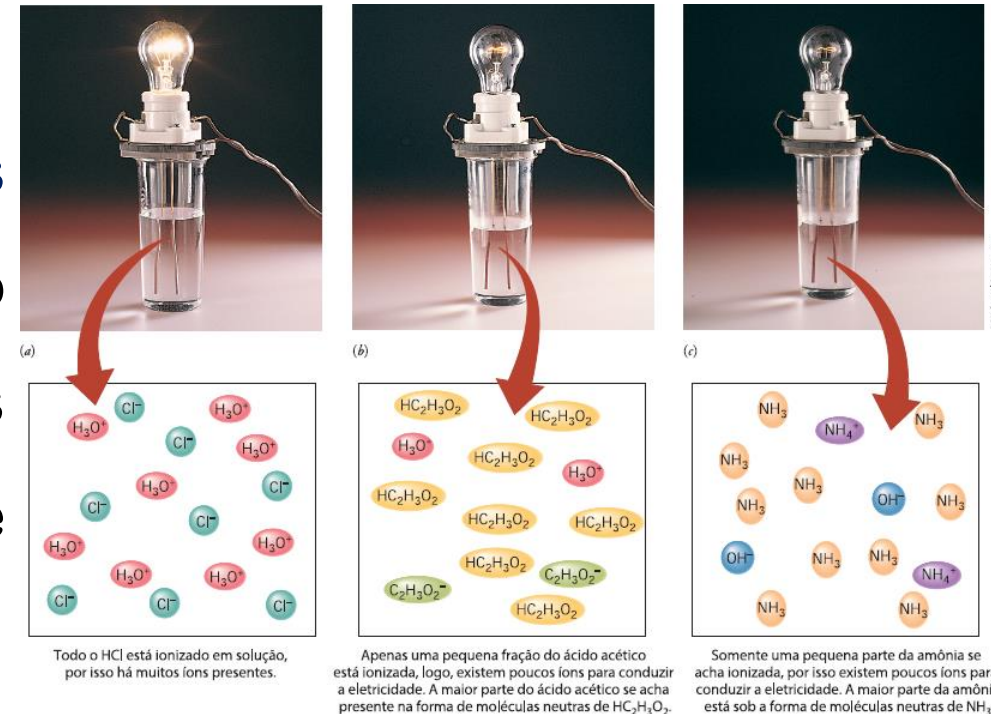 (a)
Cl⁻ H₃O⁺
H₃O⁺
Cl⁻ H₃O⁺
H₃O⁺ Cl⁻
Cl⁻ Cl⁻
H₃O⁺ H₃O⁺
H₃O⁺ H₃O⁺
Cl⁻ Cl⁻ Cl⁻
Todo o HCl está ionizado em solução,
por isso há muitos íons presentes.
(b)
HC₂H₃O₂ HC₂H₃O₂
H₃O⁺ HC₂H₃O₂
H₃O⁺
HC₂H₃O₂
HC₂H₃O₂ HC₂H₃O₂
HC₂H₃O₂
C₂H₃O₂⁻ C₂H₃O₂⁻
HC₂H₃O₂
Apenas uma pequena fração do ácido acético
está ionizada, logo, existem poucos íons para conduzir
a eletricidade. A maior parte do ácido acético se acha
presente na forma de moléculas neutras de HC₂H₃O₂.
(c)
NH₃ NH₃
NH₄⁺
NH₃
NH₃
NH₃ OH⁻ NH₃
OH⁻ NH₃ NH₃
NH₄⁺
NH₃ NH₃
Somente uma pequena parte da amônia se
acha ionizada, por isso existem poucos íons par
conduzir a eletricidade. A maior parte da amôni
está sob a forma de moléculas neutras de NH₃